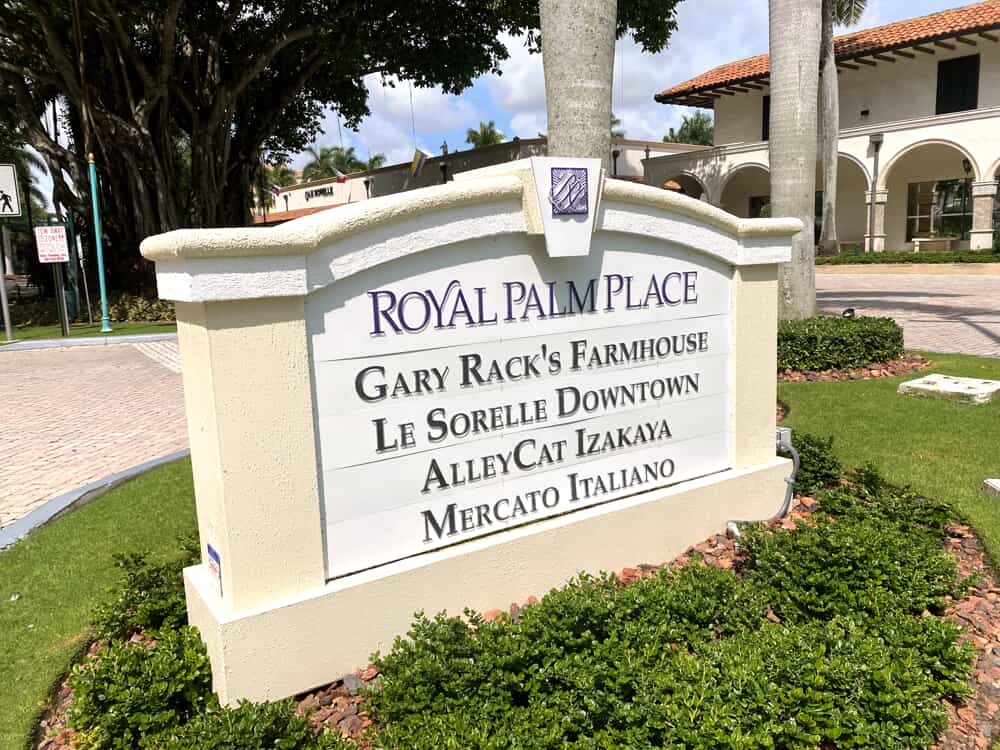 ROYAL PALM PLACE
GARY RACK'S FARMHOUSE
LE SORELLE DOWNTOWN
ALLEYCAT IZAKAYA
MERCATO ITALIANO